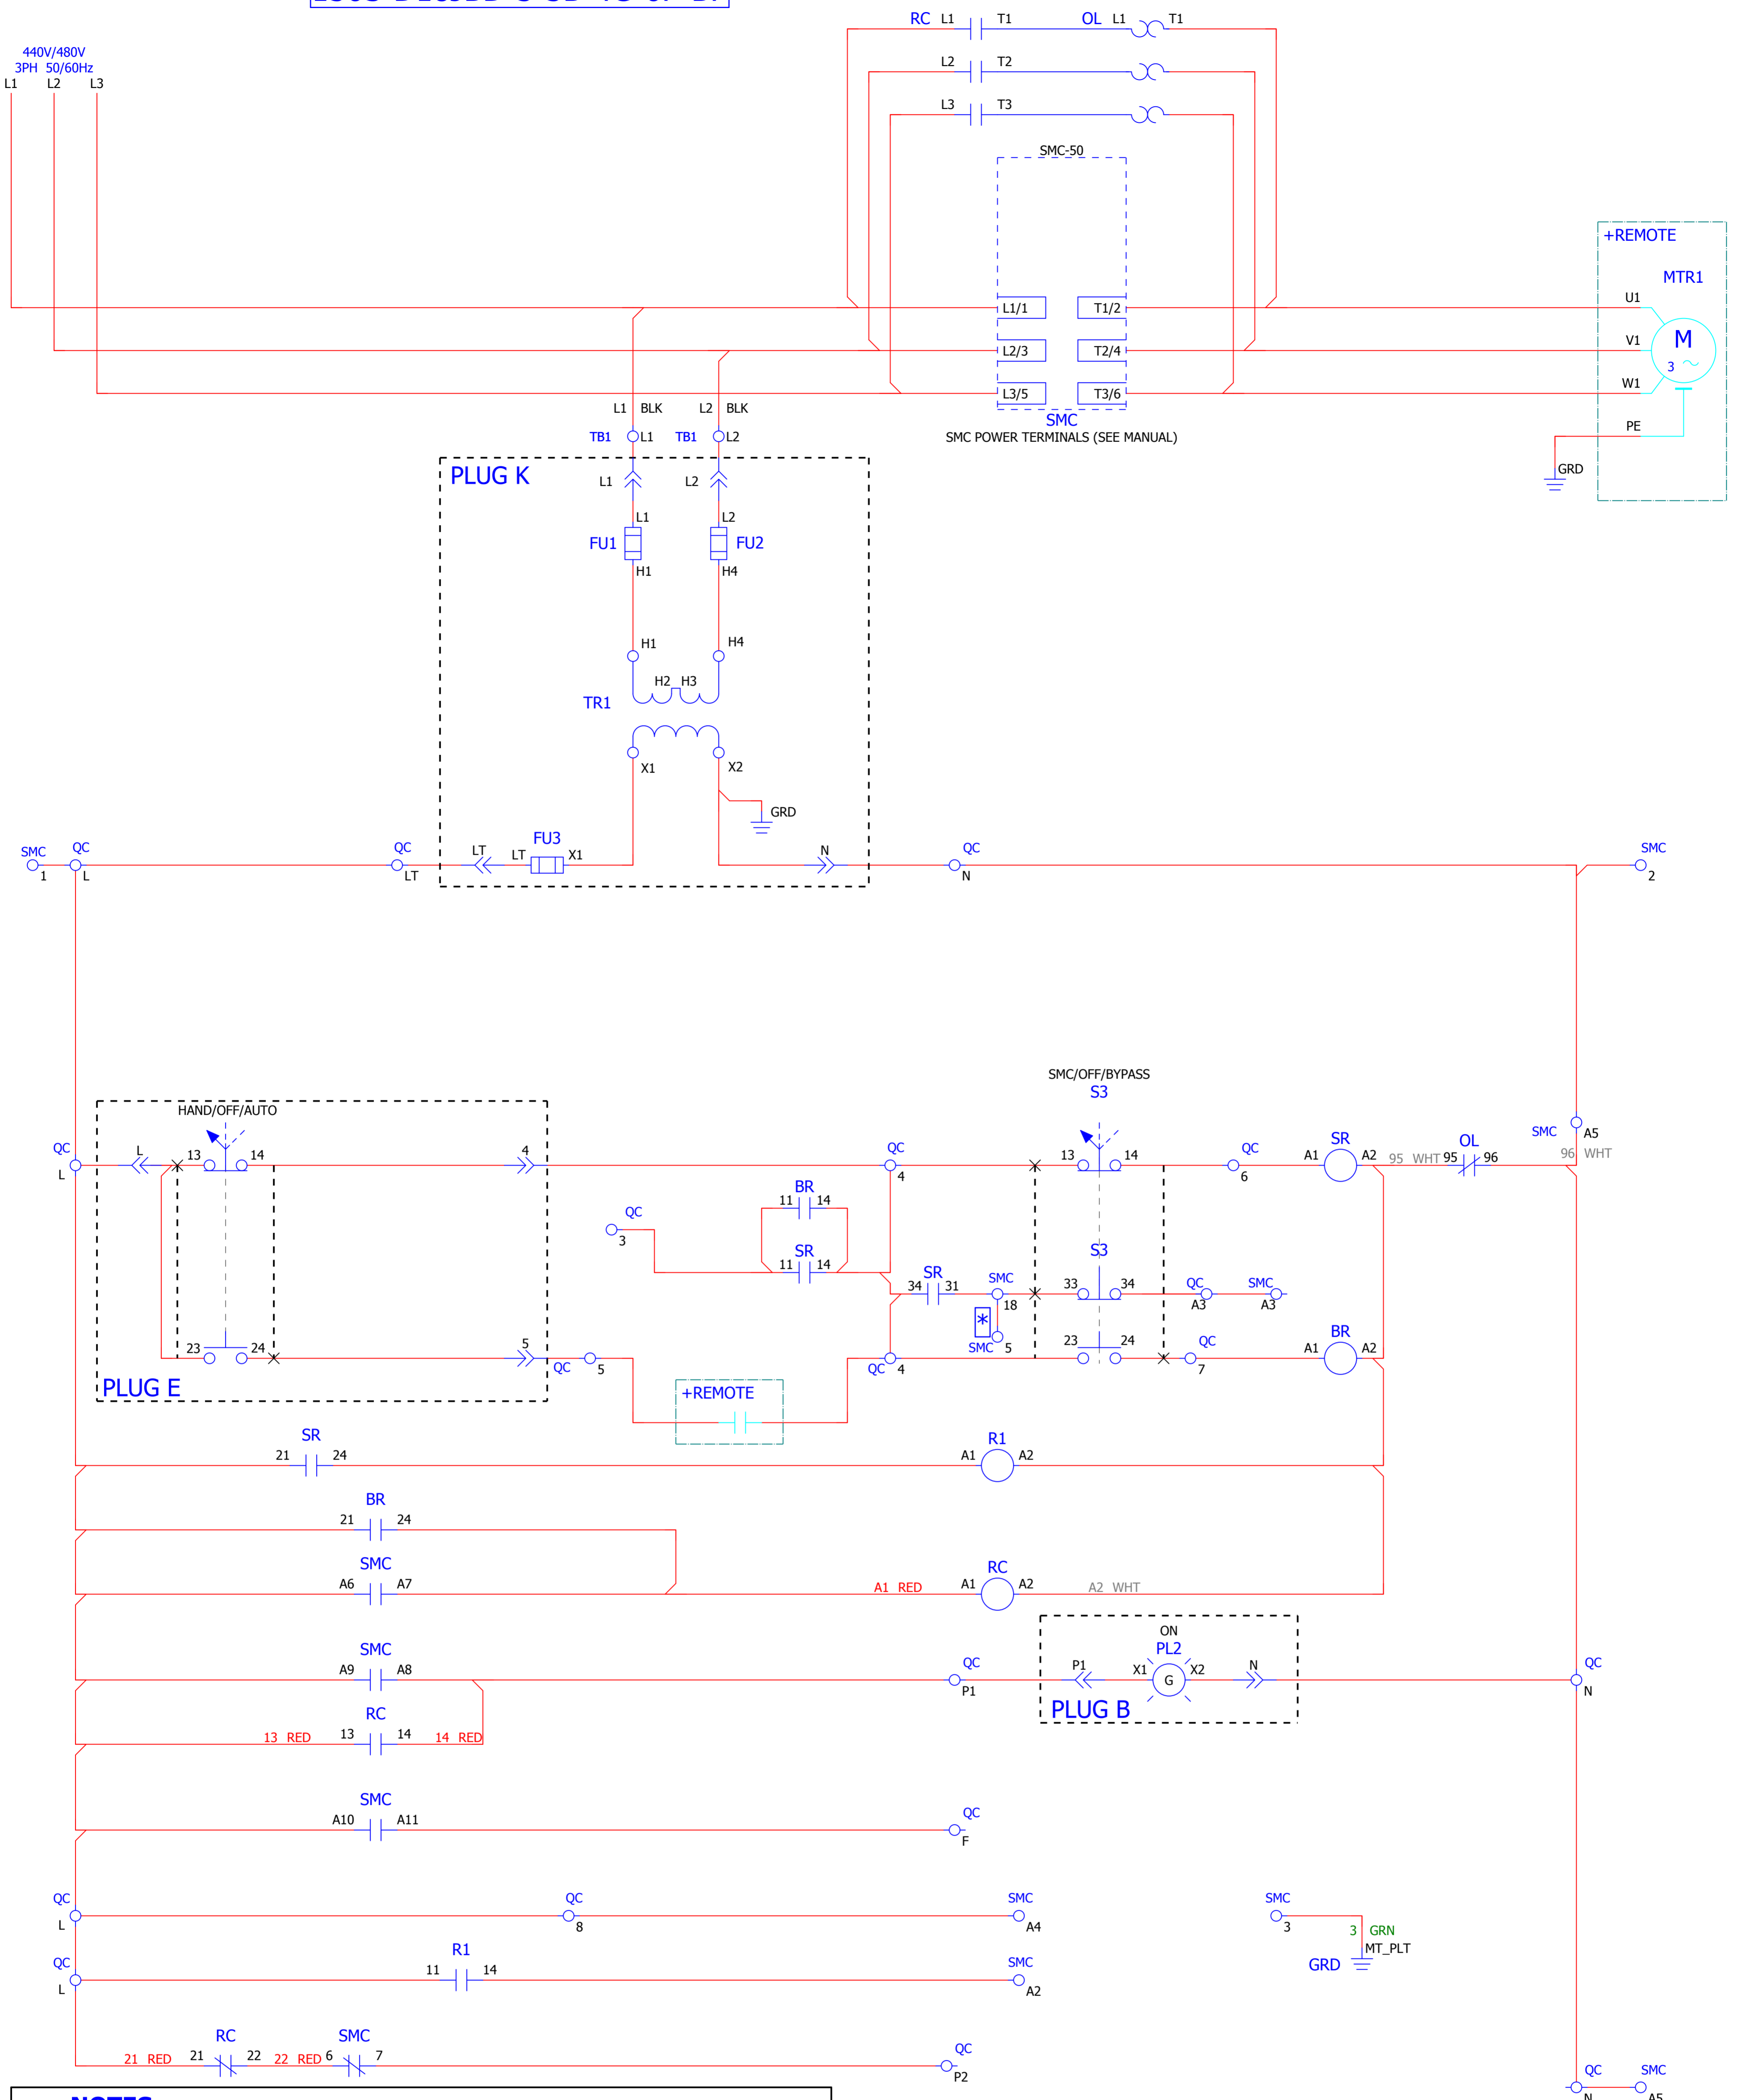 RC L1 T1 OL L1 T1
L2 T2
L3 T3
440V/480V
3PH 50/60Hz
L1 L2 L3
SMC-50
+REMOTE
MTR1
L1/1 T1/2 U1
L2/3 T2/4 V1
M
3
L3/5 T3/6 W1
SMC
SMC POWER TERMINALS (SEE MANUAL)
PE
GRD
L1 BLK L2 BLK
TB1 L1 TB1 L2
PLUG K
L1 L2
L1 L2
FU1 FU2
H1 H4
H1 H4
H2 H3
TR1
X1 X2
GRD
SMC QC QC FU3 QC SMC
LT LT X1 N
1 L LT N 2
SMC/OFF/BYPASS
S3
HAND/OFF/AUTO
SMC A5
QC L 13 14 4 QC 13 14 QC SR OL
A1 A2 95 WHT 95 96 96 WHT
L 4 6
BR
11 14
QC
3
SR
11 14
S3
SR SMC
34 31 33 34 QC SMC
18 A3 A3
*
SMC 5
BR
23 24 5 23 24 QC A1 A2
QC 5 QC 4 7
PLUG E
+REMOTE
SR R1
21 24 A1 A2
BR
21 24
SMC RC
A6 A7 A1 RED A1 A2 A2 WHT
ON
SMC PL2
A9 A8 QC P1 X1 G X2 N QC
P1 N
PLUG B
RC
13 RED 13 14 14 RED
SMC
A10 A11 QC
F
QC QC SMC SMC
L 8 A4 3
3 GRN
MT_PLT
GRD
R1
QC 11 14 SMC
L A2
RC SMC
21 RED 21 22 22 RED 6 7 QC
P2
QC SMC
N A5
NOTES